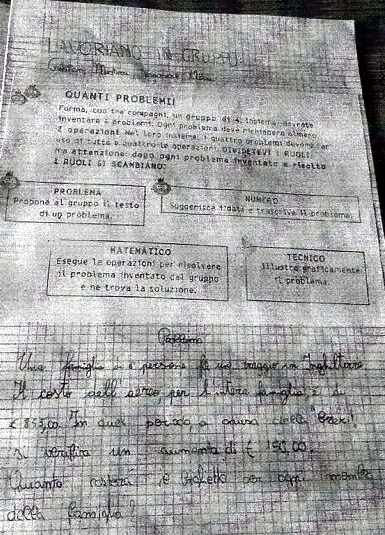 LAVORIAMO IN GRUPPO
QUANTI PROBLEMI!
Forma, con tre compagni, un gruppo di 4. Insieme, dovrete
inventare 4 problemi. Ogni problema deve richiedere almeno
2 operazioni. Nel loro insieme, i quattro problemi devono far
uso di tutte e quattro le operazioni. DIVIDETEVI I RUOLI:
ma attenzione: dopo ogni problema inventato e risolto
I RUOLI SI SCAMBIANO!
PROBLEMA
Propone al gruppo il testo
di un problema.
NUMERO
Suggerisce i dati e trascrive il problema.
MATEMATICO
Esegue le operazioni per risolvere
il problema inventato dal gruppo
e ne trova la soluzione.
TECNICO
Illustra graficamente
il problema.
Problema
Una famiglia di persone fa un viaggio in Inghilterra.
Il costo dell'aereo per l'intera famiglia è di
€ 853,00. In quel periodo a causa della
si verifica un aumento di € 190,00.
Quanto costerà il biglietto per ogni membro
della famiglia?